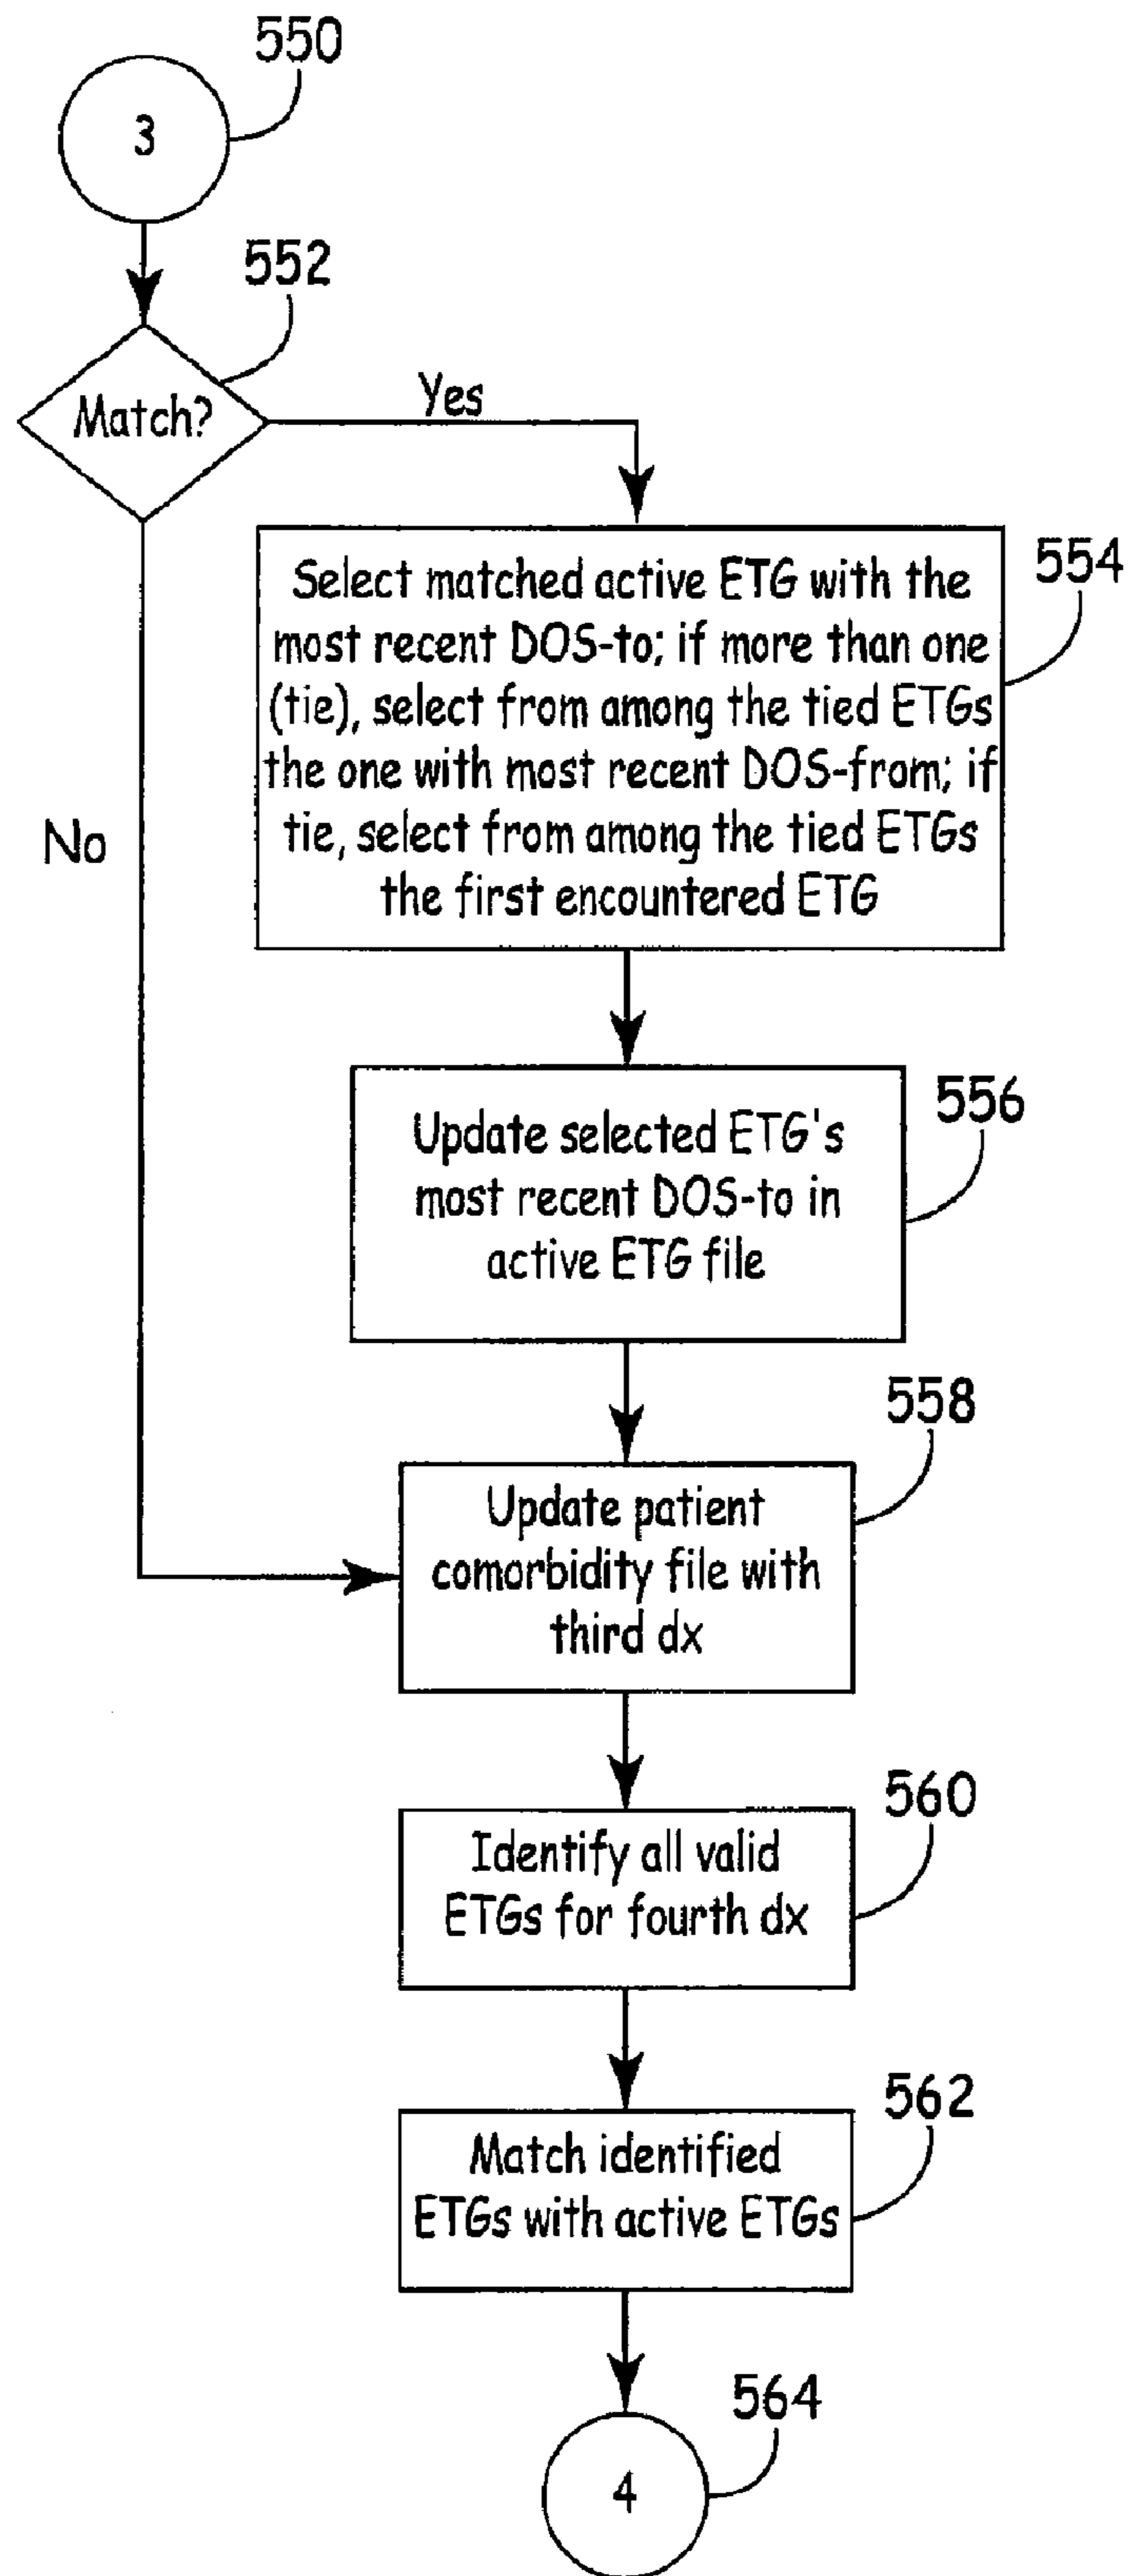 550
3
552
Match?
Yes
554
Select matched active ETG with the
most recent DOS-to; if more than one
(tie), select from among the tied ETGs
the one with most recent DOS-from; if
tie, select from among the tied ETGs
the first encountered ETG
No
556
Update selected ETG's
most recent DOS-to in
active ETG file
558
Update patient
comorbidity file with
third dx
560
Identify all valid
ETGs for fourth dx
562
Match identified
ETGs with active ETGs
564
4